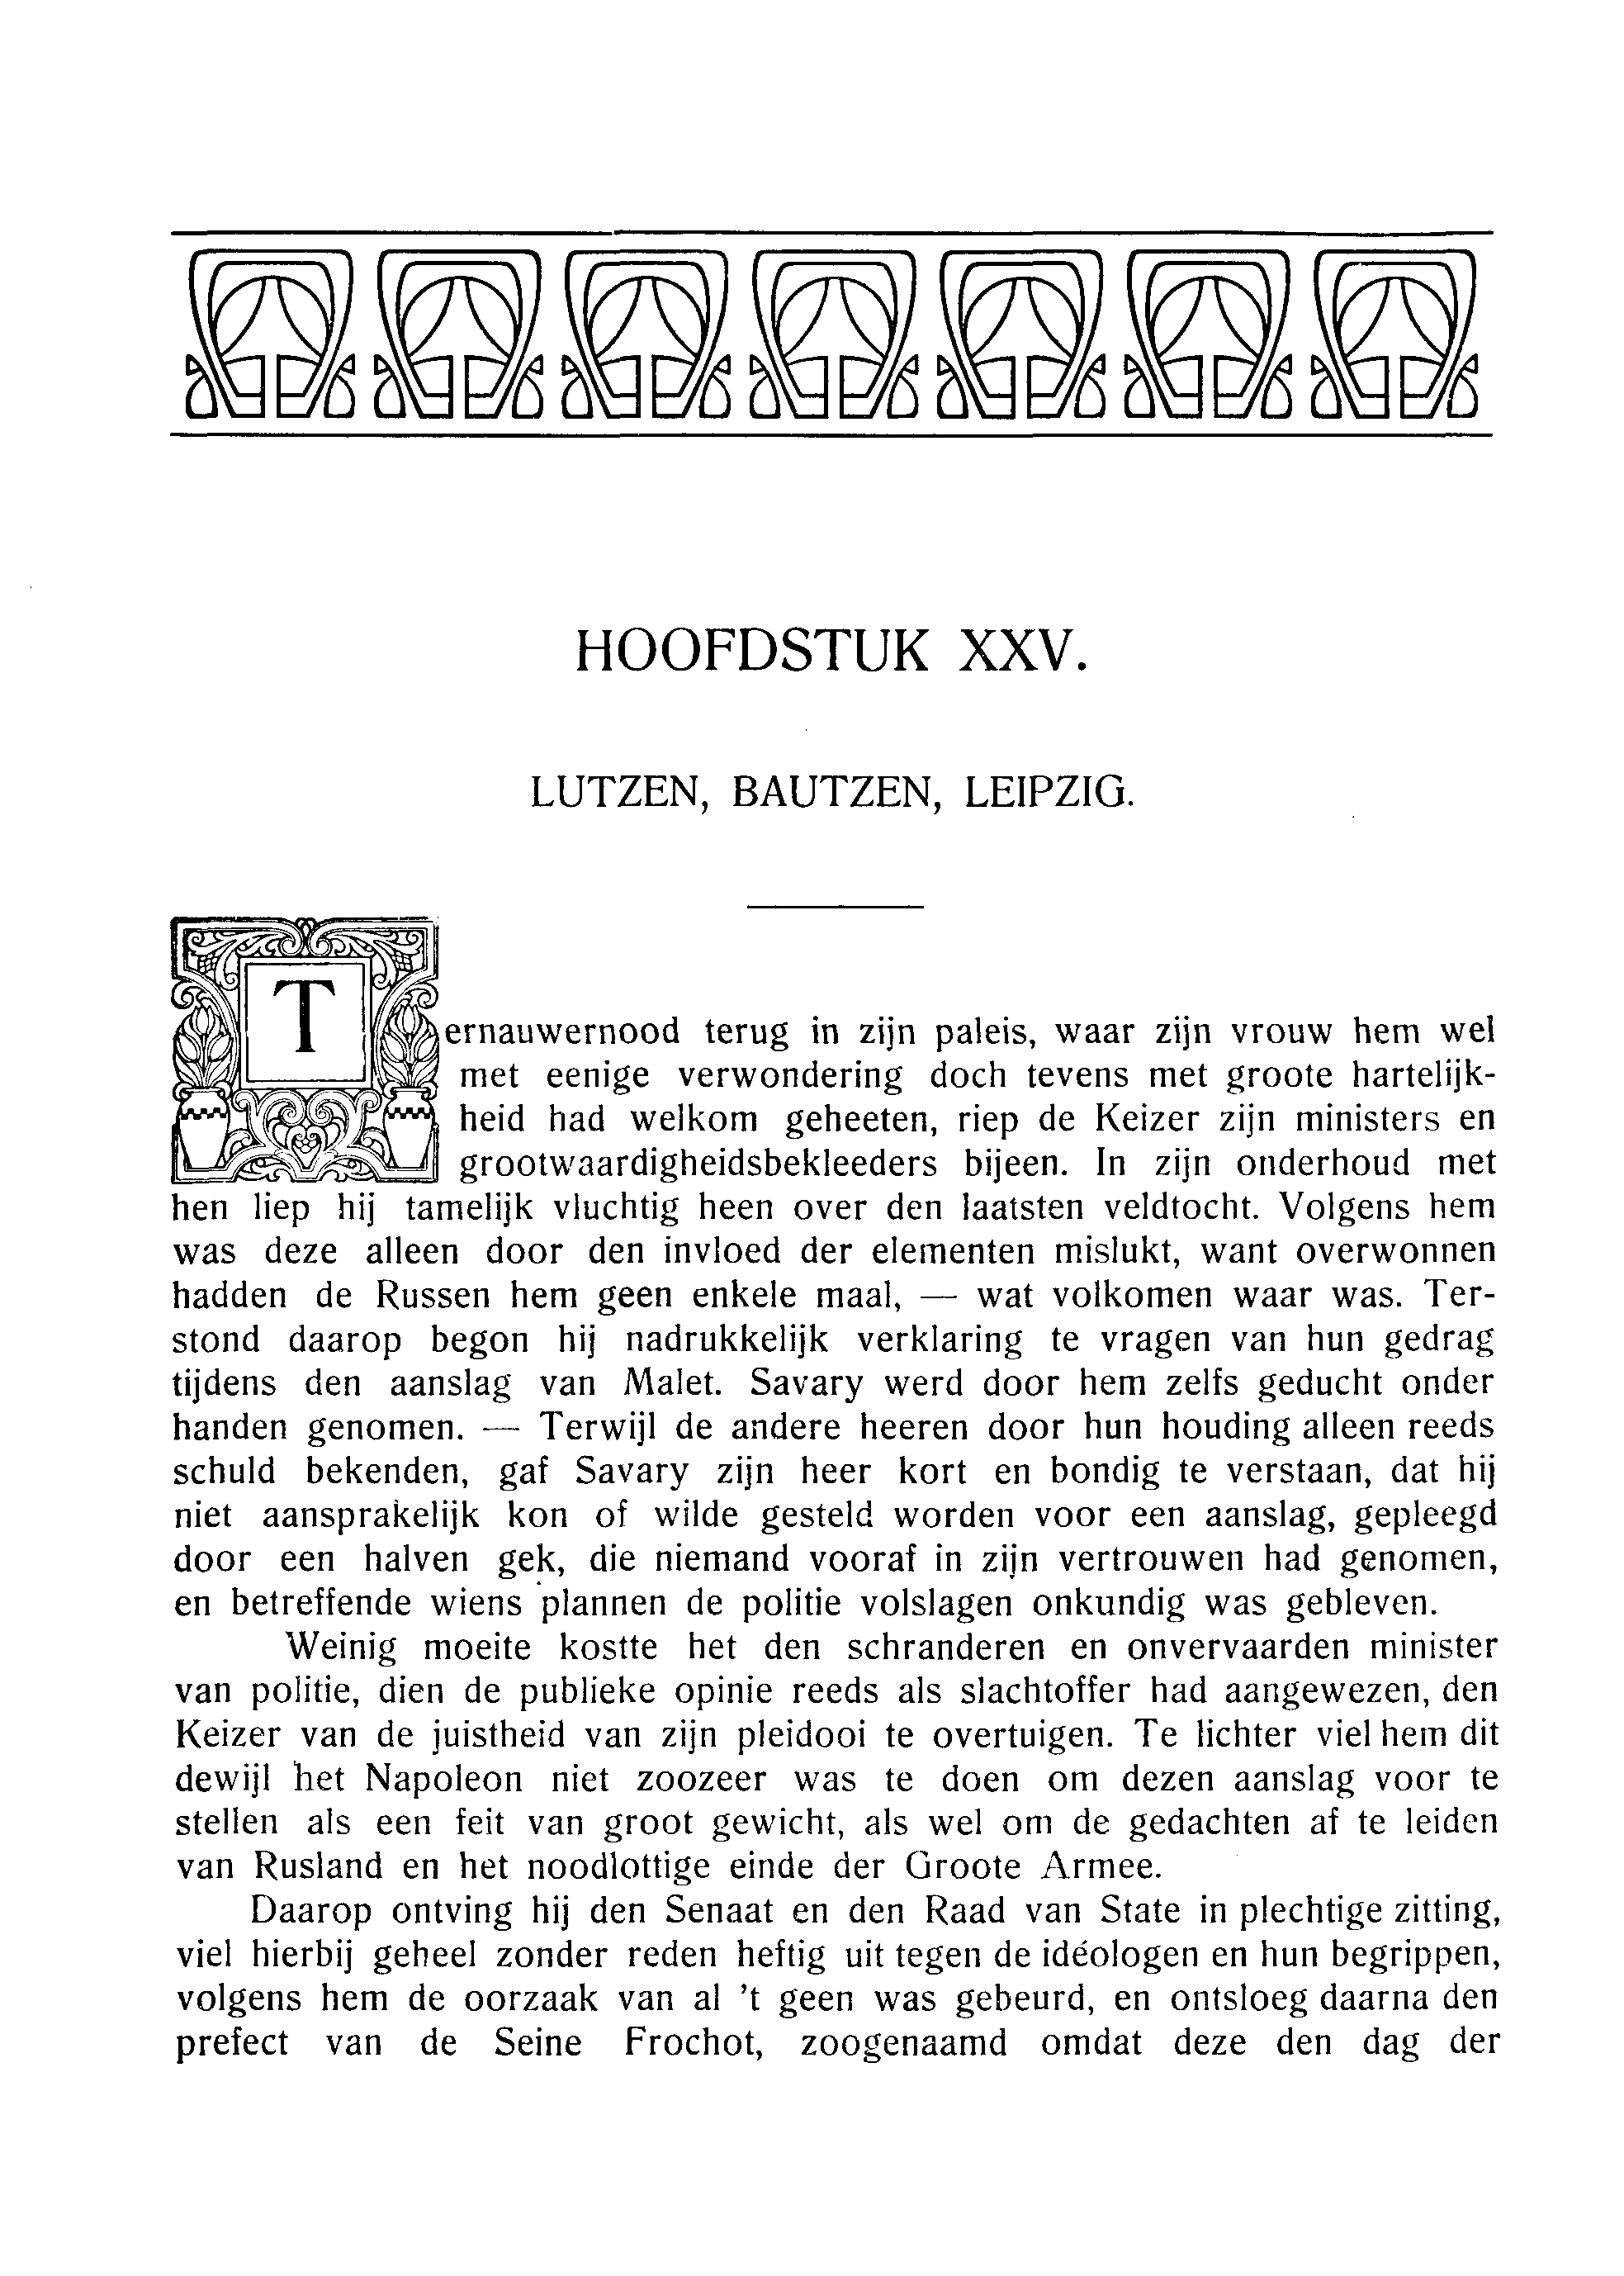 HOOFDSTUK XXV.
LUTZEN, BAUTZEN, LEIPZIG.
Ternauwernood terug in zijn paleis, waar zijn vrouw hem wel
met eenige verwondering doch tevens met groote hartelijk-
heid had welkom geheeten, riep de Keizer zijn ministers en
grootwaardigheidsbekleeders bijeen. In zijn onderhoud met
hen liep hij tamelijk vluchtig heen over den laatsten veldtocht. Volgens hem
was deze alleen door den invloed der elementen mislukt, want overwonnen
hadden de Russen hem geen enkele maal, — wat volkomen waar was. Ter-
stond daarop begon hij nadrukkelijk verklaring te vragen van hun gedrag
tijdens den aanslag van Malet. Savary werd door hem zelfs geducht onder
handen genomen. — Terwijl de andere heeren door hun houding alleen reeds
schuld bekenden, gaf Savary zijn heer kort en bondig te verstaan, dat hij
niet aansprakelijk kon of wilde gesteld worden voor een aanslag, gepleegd
door een halven gek, die niemand vooraf in zijn vertrouwen had genomen,
en betreffende wiens plannen de politie volslagen onkundig was gebleven.
Weinig moeite kostte het den schranderen en onvervaarden minister
van politie, dien de publieke opinie reeds als slachtoffer had aangewezen, den
Keizer van de juistheid van zijn pleidooi te overtuigen. Te lichter viel hem dit
dewijl het Napoleon niet zoozeer was te doen om dezen aanslag voor te
stellen als een feit van groot gewicht, als wel om de gedachten af te leiden
van Rusland en het noodlottige einde der Groote Armee.
Daarop ontving hij den Senaat en den Raad van State in plechtige zitting,
viel hierbij geheel zonder reden heftig uit tegen de idéologen en hun begrippen,
volgens hem de oorzaak van al 't geen was gebeurd, en ontsloeg daarna den
prefect van de Seine Frochot, zoogenaamd omdat deze den dag der